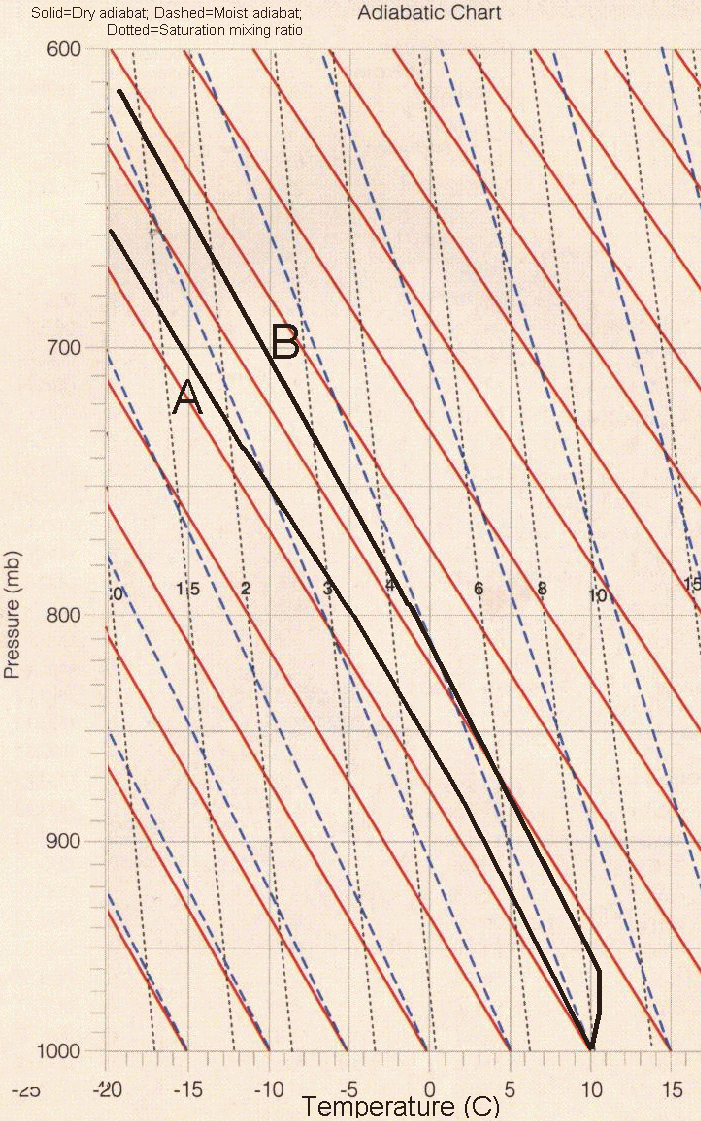 Solid=Dry adiabat; Dashed=Moist adiabat;
Dotted=Saturation mixing ratio
Adiabatic Chart
600
B
700
A
Pressure (mb)
.0 1.5 2 3 4 6 8 10 15
800
900
1000
-20 -15 -10 -5 0 5 10 15
Temperature (C)